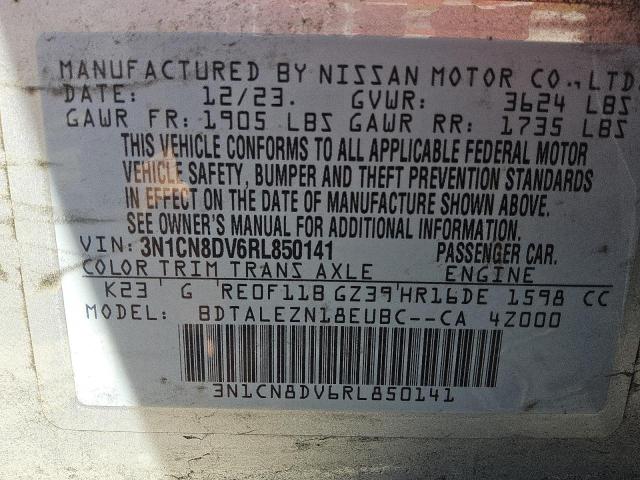 MANUFACTURED BY NISSAN MOTOR CO., LTD.
DATE: 12/23. GVWR: 3624 LBS
GAWR FR: 1905 LBS GAWR RR: 1735 LBS
THIS VEHICLE CONFORMS TO ALL APPLICABLE FEDERAL MOTOR
VEHICLE SAFETY, BUMPER AND THEFT PREVENTION STANDARDS
IN EFFECT ON THE DATE OF MANUFACTURE SHOWN ABOVE.
SEE OWNER'S MANUAL FOR ADDITIONAL INFORMATION.
VIN: 3N1CN8DV6RL850141 PASSENGER CAR.
COLOR TRIM TRANS AXLE ENGINE
K23 G RE0F11B GZ39 HR16DE 1598 CC
MODEL: BDTALEZN18EUBC--CA 4Z000
3N1CN8DV6RL850141